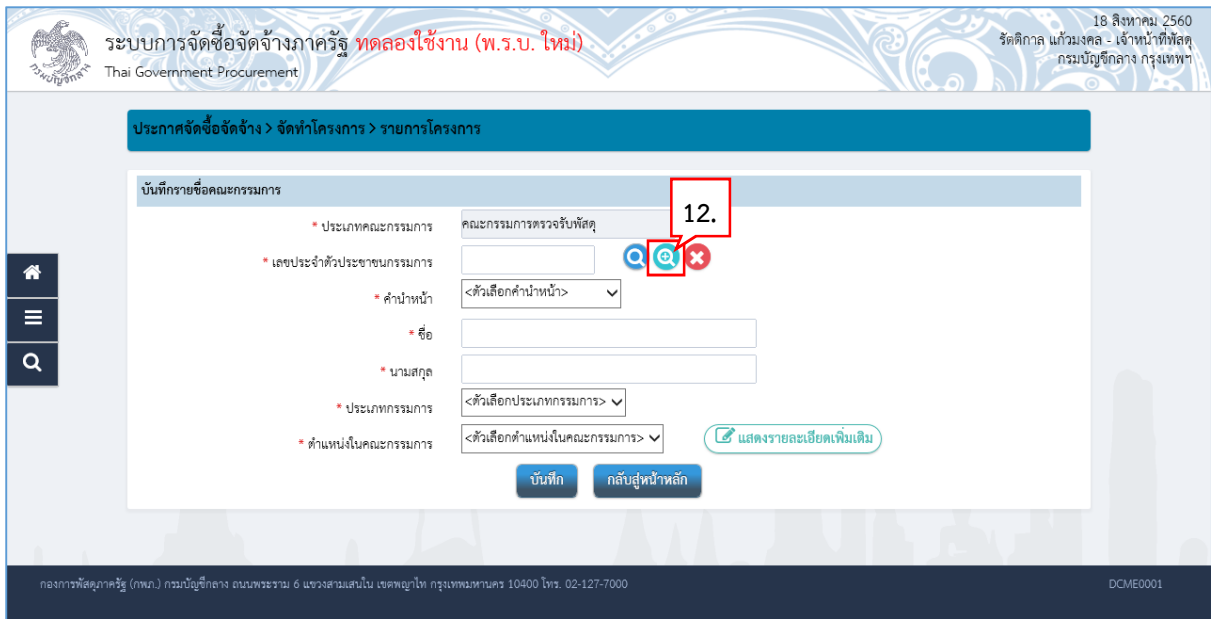 18 สิงหาคม 2560
ระบบการจัดซื้อจัดจ้างภาครัฐ ทดลองใช้งาน (พ.ร.บ. ใหม่)
รัตติกาล แก้วมงคล - เจ้าหน้าที่พัสดุ
กรมบัญชีกลาง กรุงเทพฯ
Thai Government Procurement
กรมบัญชีกลาง
ประกาศจัดซื้อจัดจ้าง > จัดทำโครงการ > รายการโครงการ
บันทึกรายชื่อคณะกรรมการ
12.
* ประเภทคณะกรรมการ คณะกรรมการตรวจรับพัสดุ
* เลขประจำตัวประชาชนกรรมการ
* คำนำหน้า <ตัวเลือกคำนำหน้า>
* ชื่อ
* นามสกุล
* ประเภทกรรมการ <ตัวเลือกประเภทกรรมการ>
* ตำแหน่งในคณะกรรมการ <ตัวเลือกตำแหน่งในคณะกรรมการ> แสดงรายละเอียดเพิ่มเติม
บันทึก กลับสู่หน้าหลัก
กองการพัสดุภาครัฐ (กพภ.) กรมบัญชีกลาง ถนนพระราม 6 แขวงสามเสนใน เขตพญาไท กรุงเทพมหานคร 10400 โทร. 02-127-7000 DCME0001